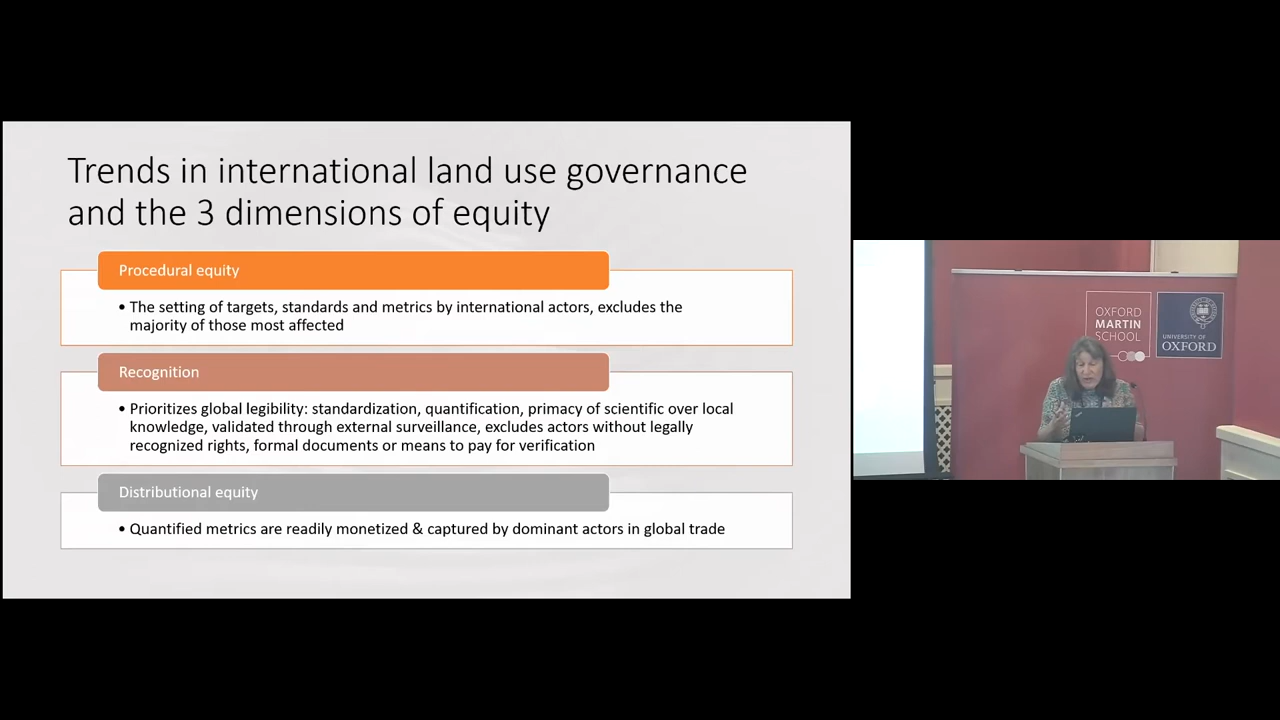 Trends in international land use governance
and the 3 dimensions of equity
Procedural equity
• The setting of targets, standards and metrics by international actors, excludes the
majority of those most affected
Recognition
• Prioritizes global legibility: standardization, quantification, primacy of scientific over local
knowledge, validated through external surveillance, excludes actors without legally
recognized rights, formal documents or means to pay for verification
Distributional equity
• Quantified metrics are readily monetized & captured by dominant actors in global trade
OXFORD
MARTIN
SCHOOL
UNIVERSITY OF
OXFORD